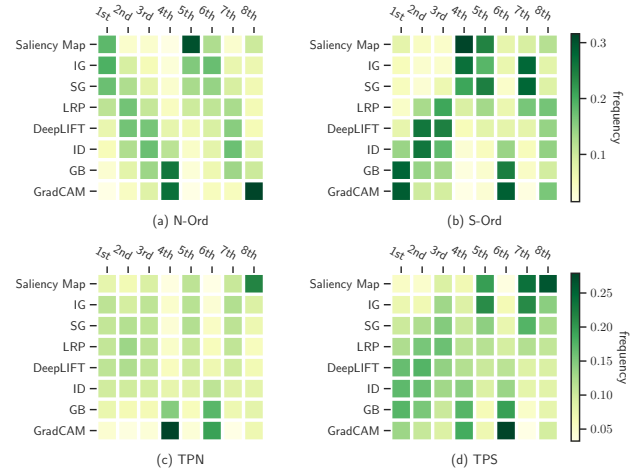 1st 2nd 3rd 4th 5th 6th 7th 8th
Saliency Map
IG
SG
LRP
DeepLIFT
ID
GB
GradCAM
(a) N-Ord
1st 2nd 3rd 4th 5th 6th 7th 8th
Saliency Map
IG
SG
LRP
DeepLIFT
ID
GB
GradCAM
(b) S-Ord
0.3
0.2
0.1
frequency
1st 2nd 3rd 4th 5th 6th 7th 8th
Saliency Map
IG
SG
LRP
DeepLIFT
ID
GB
GradCAM
(c) TPN
1st 2nd 3rd 4th 5th 6th 7th 8th
Saliency Map
IG
SG
LRP
DeepLIFT
ID
GB
GradCAM
(d) TPS
0.25
0.20
0.15
0.10
0.05
frequency